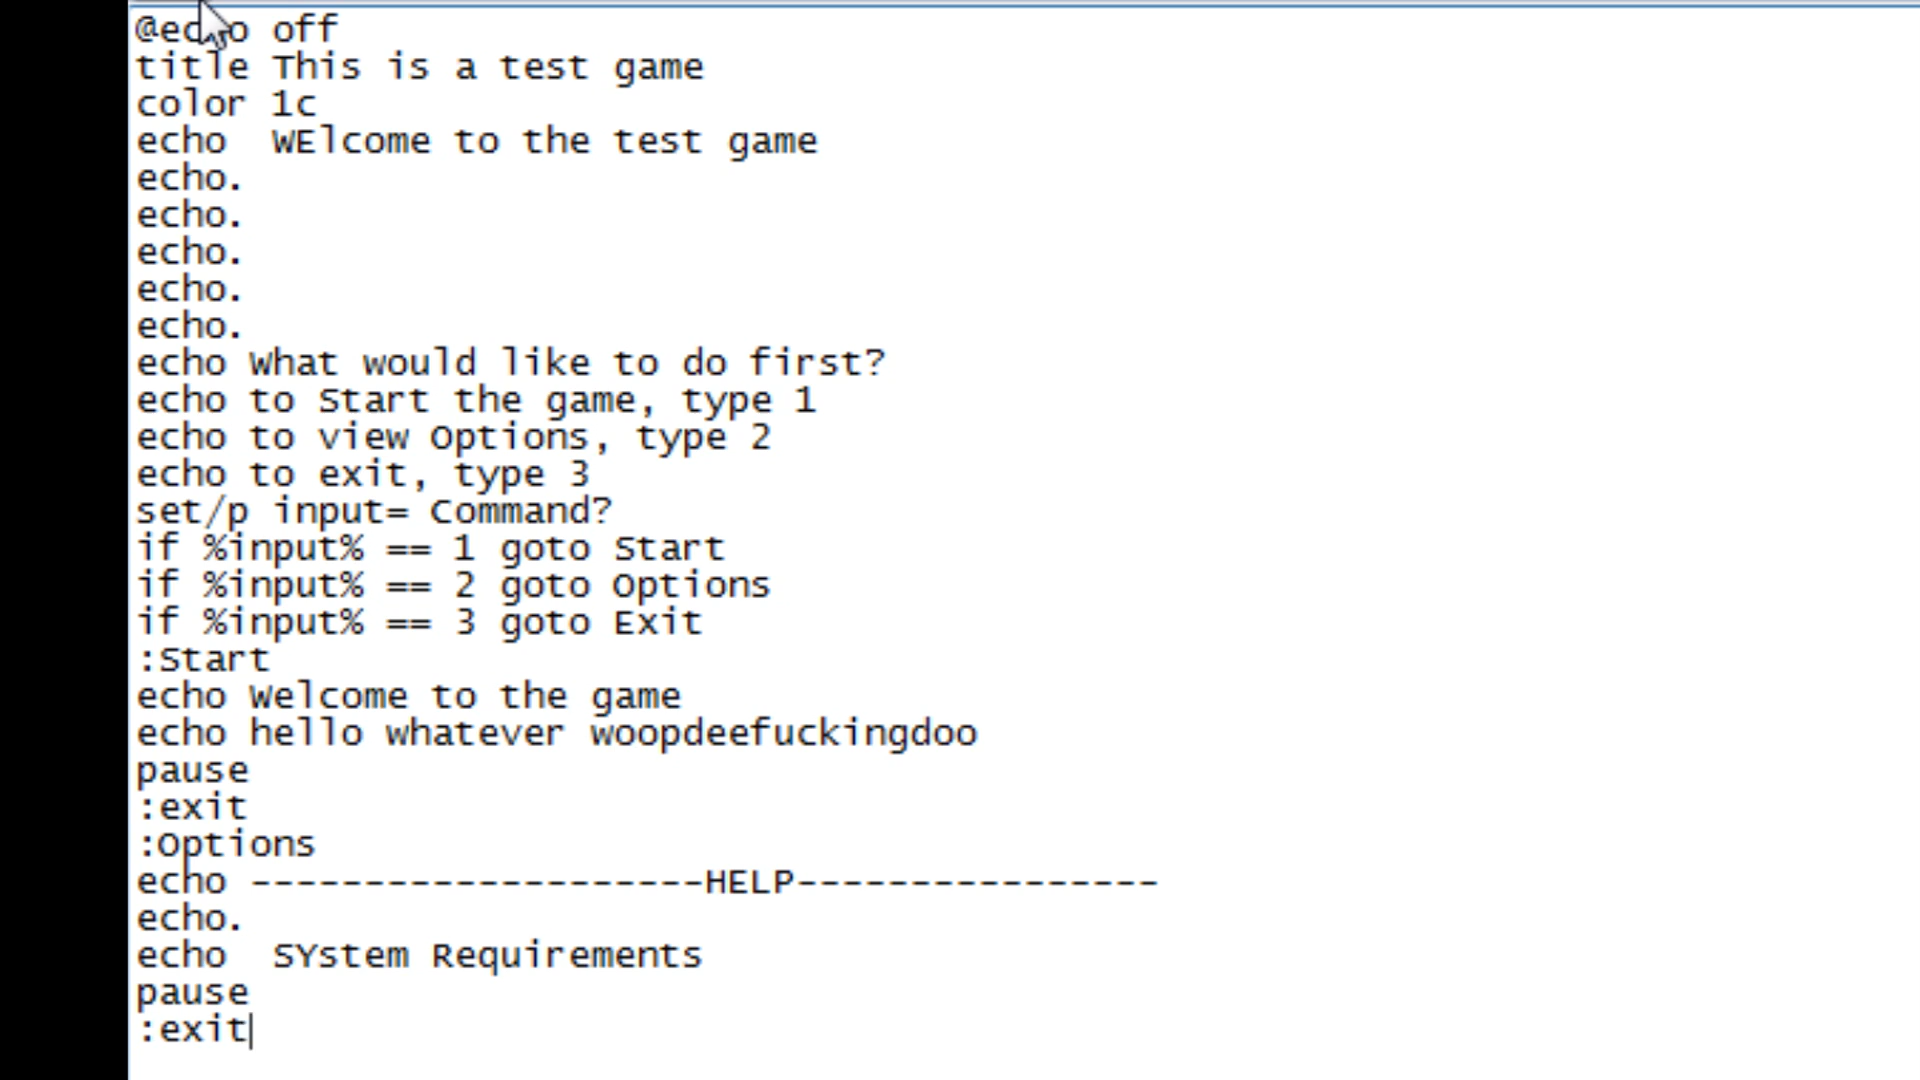 @echo off
title This is a test game
color 1c
echo  WElcome to the test game
echo.
echo.
echo.
echo.
echo.
echo What would like to do first?
echo to Start the game, type 1
echo to view Options, type 2
echo to exit, type 3
set/p input= Command?
if %input% == 1 goto Start
if %input% == 2 goto Options
if %input% == 3 goto Exit
:Start
echo Welcome to the game
echo hello whatever woopdeefuckingdoo
pause
:exit
:Options
echo --------------------HELP----------------
echo.
echo  SYstem Requirements
pause
:exit